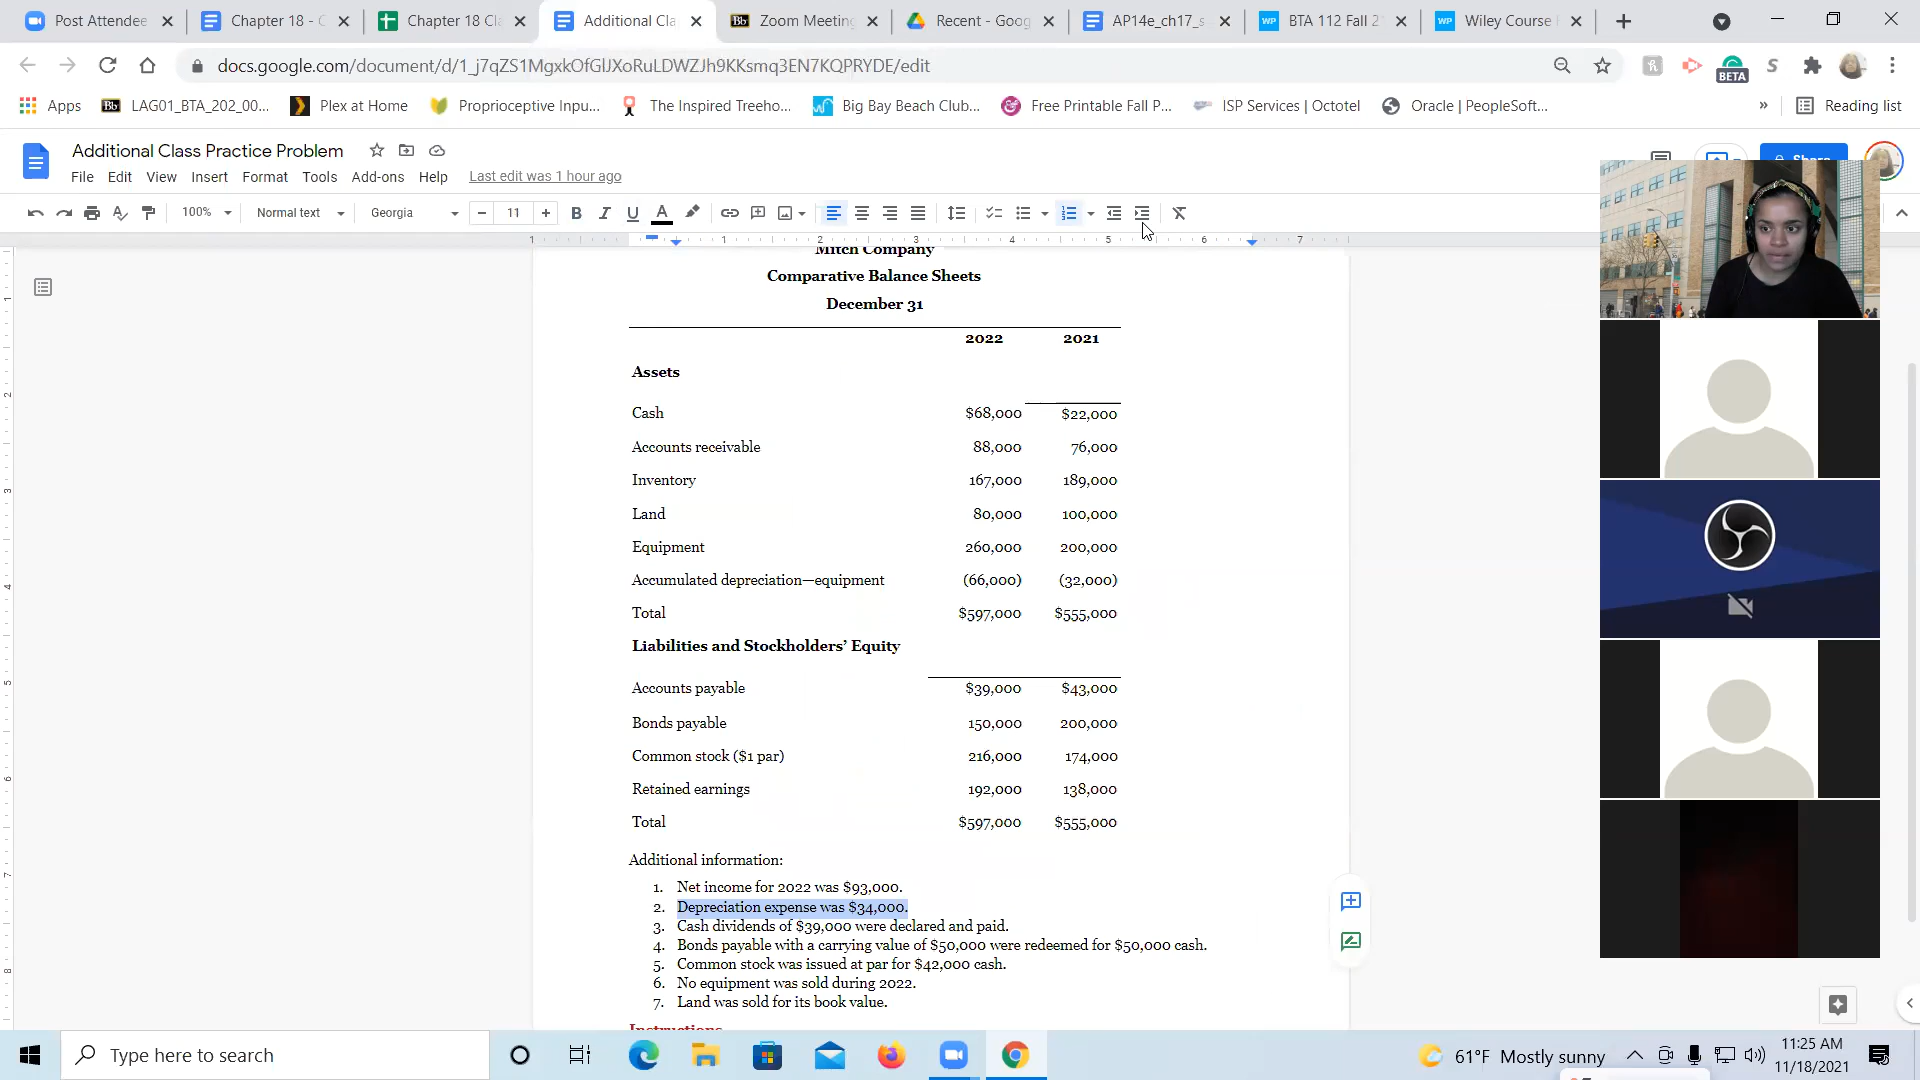 Post Attendee
Chapter 18 - C
Chapter 18 Cla
Additional Cla
Zoom Meeting
Recent - Goog
AP14e_ch17_s
BTA 112 Fall 2
Wiley Course
docs.google.com/document/d/1_j7qZS1MgxkOfGlJXoRuLDWZJh9KKsmq3EN7KQPRYDE/edit
BETA
Apps
Bb LAG01_BTA_202_00...
Plex at Home
Proprioceptive Inpu...
The Inspired Treeho...
Big Bay Beach Club...
Free Printable Fall P...
ISP Services | Octotel
Oracle | PeopleSoft...
»
Reading list
Additional Class Practice Problem
File Edit View Insert Format Tools Add-ons Help Last edit was 1 hour ago
Share
100% Normal text Georgia 11 B I U A
Mitch Company
Comparative Balance Sheets
December 31
2022 2021
Assets
Cash $68,000 $22,000
Accounts receivable 88,000 76,000
Inventory 167,000 189,000
Land 80,000 100,000
Equipment 260,000 200,000
Accumulated depreciation—equipment (66,000) (32,000)
Total $597,000 $555,000
Liabilities and Stockholders’ Equity
Accounts payable $39,000 $43,000
Bonds payable 150,000 200,000
Common stock ($1 par) 216,000 174,000
Retained earnings 192,000 138,000
Total $597,000 $555,000
Additional information:
1. Net income for 2022 was $93,000.
2. Depreciation expense was $34,000.
3. Cash dividends of $39,000 were declared and paid.
4. Bonds payable with a carrying value of $50,000 were redeemed for $50,000 cash.
5. Common stock was issued at par for $42,000 cash.
6. No equipment was sold during 2022.
7. Land was sold for its book value.
Instructions
Type here to search
61°F Mostly sunny
11:25 AM
11/18/2021